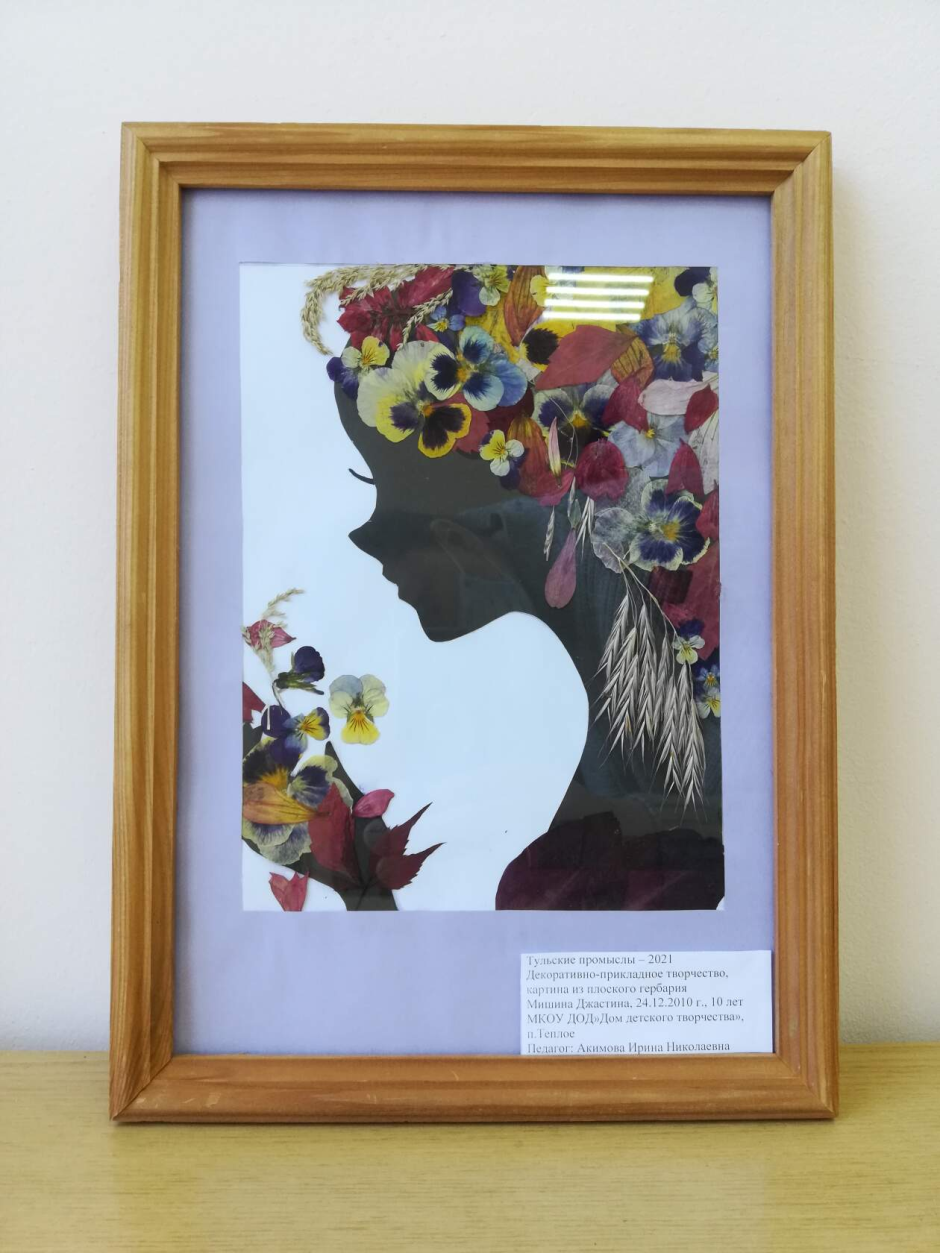 Тульские промыслы – 2021
Декоративно-прикладное творчество,
картина из плоского гербария
Мишина Джастина, 24.12.2010 г., 10 лет
МКОУ ДОД»Дом детского творчества»,
п.Теплое
Педагог: Акимова Ирина Николаевна